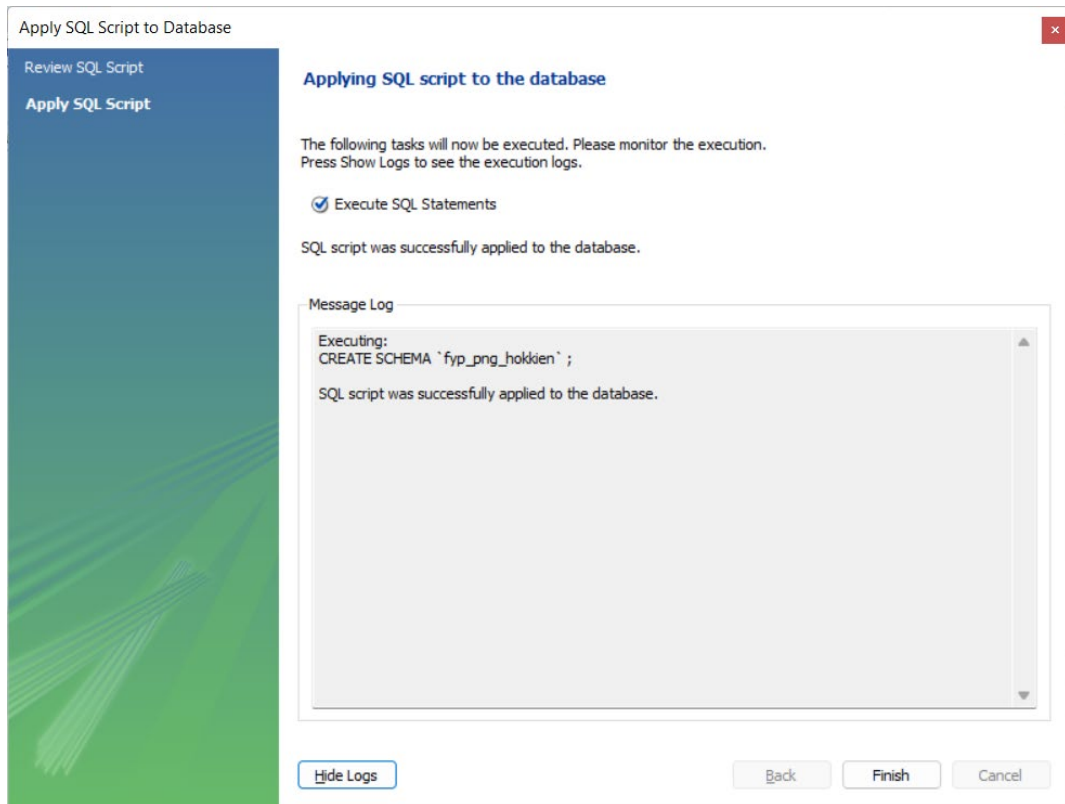 Apply SQL Script to Database
Review SQL Script
Apply SQL Script
Applying SQL script to the database
The following tasks will now be executed. Please monitor the execution.
Press Show Logs to see the execution logs.
Execute SQL Statements
SQL script was successfully applied to the database.
Message Log
Executing:
CREATE SCHEMA `fyp_png_hokkien` ;
SQL script was successfully applied to the database.
Hide Logs
Back
Finish
Cancel